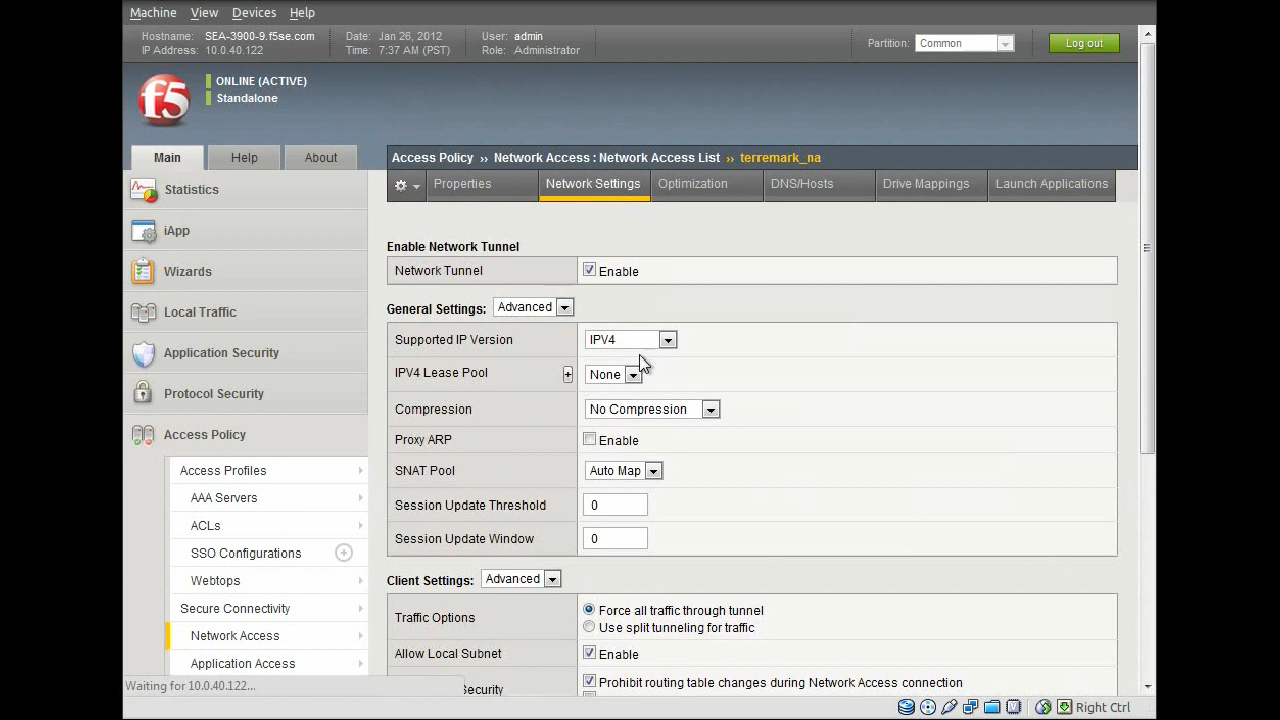 Machine View Devices Help
Hostname: SEA-3900-9.f5se.com Date: Jan 26, 2012 User: admin
IP Address: 10.0.40.122 Time: 7:37 AM (PST) Role: Administrator
Partition: Common Log out
f5
ONLINE (ACTIVE)
Standalone
Main Help About
Statistics
iApp
Wizards
Local Traffic
Application Security
Protocol Security
Access Policy
Access Profiles
AAA Servers
ACLs
SSO Configurations
Webtops
Secure Connectivity
Network Access
Application Access
Access Policy ›› Network Access : Network Access List ›› terremark_na
Properties Network Settings Optimization DNS/Hosts Drive Mappings Launch Applications
Enable Network Tunnel
Network Tunnel Enable
General Settings: Advanced
Supported IP Version IPV4
IPV4 Lease Pool + None
Compression No Compression
Proxy ARP Enable
SNAT Pool Auto Map
Session Update Threshold 0
Session Update Window 0
Client Settings: Advanced
Traffic Options Force all traffic through tunnel
Use split tunneling for traffic
Allow Local Subnet Enable
Security Prohibit routing table changes during Network Access connection
Waiting for 10.0.40.122...
Right Ctrl